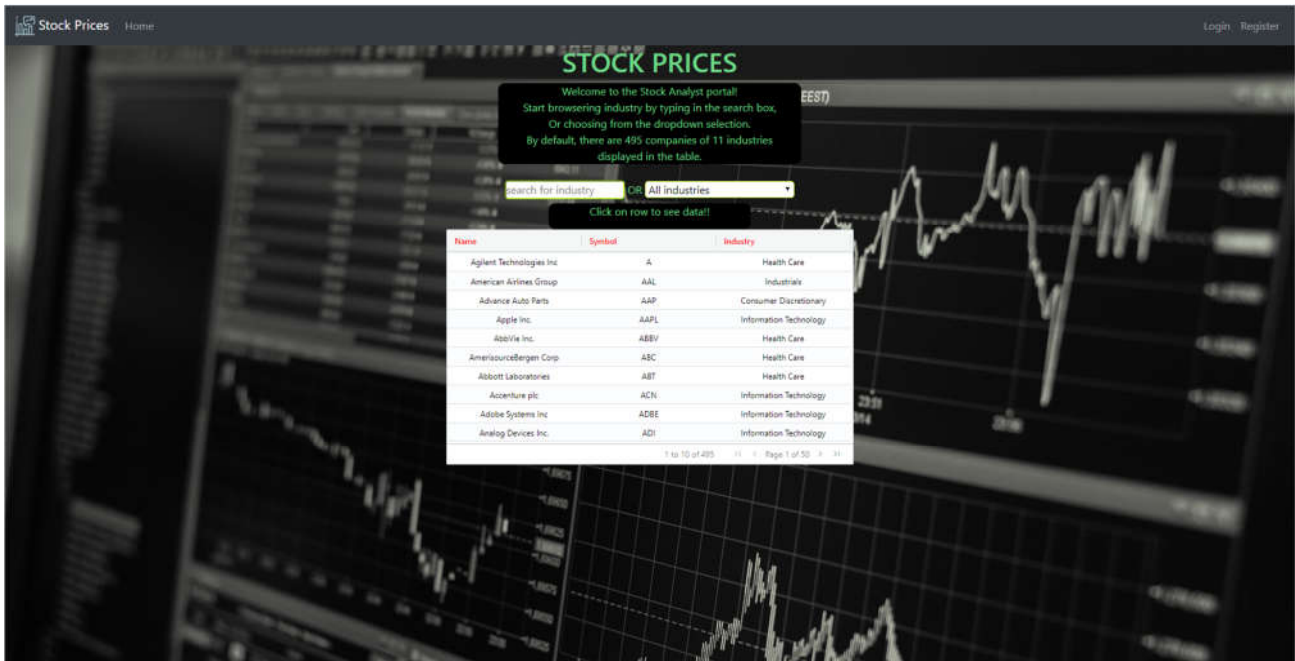 Stock Prices Home Login Register
STOCK PRICES
Welcome to the Stock Analyst portal!
EEST)
Start browsering industry by typing in the search box,
Or choosing from the dropdown selection.
By default, there are 495 companies of 11 industries
displayed in the table.
search for industry OR All industries
Click on row to see data!!
Name Symbol Industry
Agilent Technologies Inc A Health Care
American Airlines Group AAL Industrials
Advance Auto Parts AAP Consumer Discretionary
Apple Inc. AAPL Information Technology
AbbVie Inc. ABBV Health Care
AmerisourceBergen Corp ABC Health Care
Abbott Laboratories ABT Health Care
Accenture plc ACN Information Technology
Adobe Systems Inc ADBE Information Technology
Analog Devices Inc. ADI Information Technology
1 to 10 of 495 Page 1 of 50
23:51